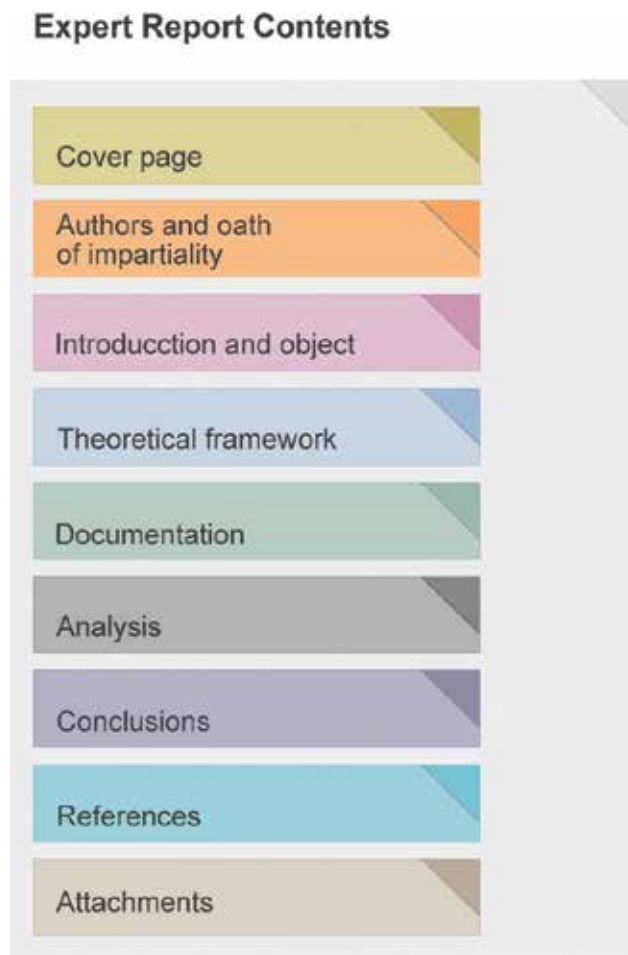 Expert Report Contents
Cover page
Authors and oath
of impartiality
Introducction and object
Theoretical framework
Documentation
Analysis
Conclusions
References
Attachments